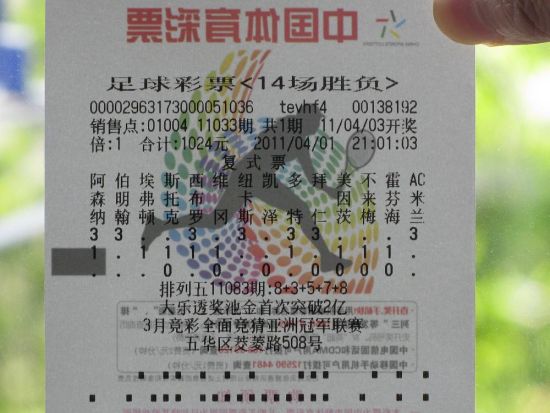 中国体育彩票
足球彩票<14场胜负>
00002963173000051036 tevhf4 00138192
销售点:01004 11033期 共1期 11/04/03开奖
倍:1 合计:1024元 2011/04/01 21:01:03
复式票
阿 伯 埃 斯 西 维 纽 凯 多 拜 美 不 霍 AC
森 明 弗 托 布 卡 因 来 芬 米
纳 翰 顿 克 罗 冈 斯 泽 特 仁 茨 梅 海 兰
排列五11083期:8+3+5+7+8
大乐透奖池金首次突破2亿
3月竞彩全面竞猜亚洲冠军联赛
五华区茭菱路508号